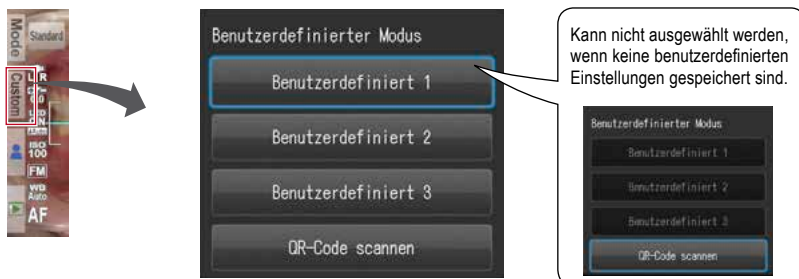 Mode
Standard
Custom
L R
ISO
100
FM
WB
Auto
AF
Benutzerdefinierter Modus
Benutzerdefiniert 1
Benutzerdefiniert 2
Benutzerdefiniert 3
QR-Code scannen
Kann nicht ausgewählt werden,
wenn keine benutzerdefinierten
Einstellungen gespeichert sind.
Benutzerdefinierter Modus
Benutzerdefiniert 1
Benutzerdefiniert 2
Benutzerdefiniert 3
QR-Code scannen